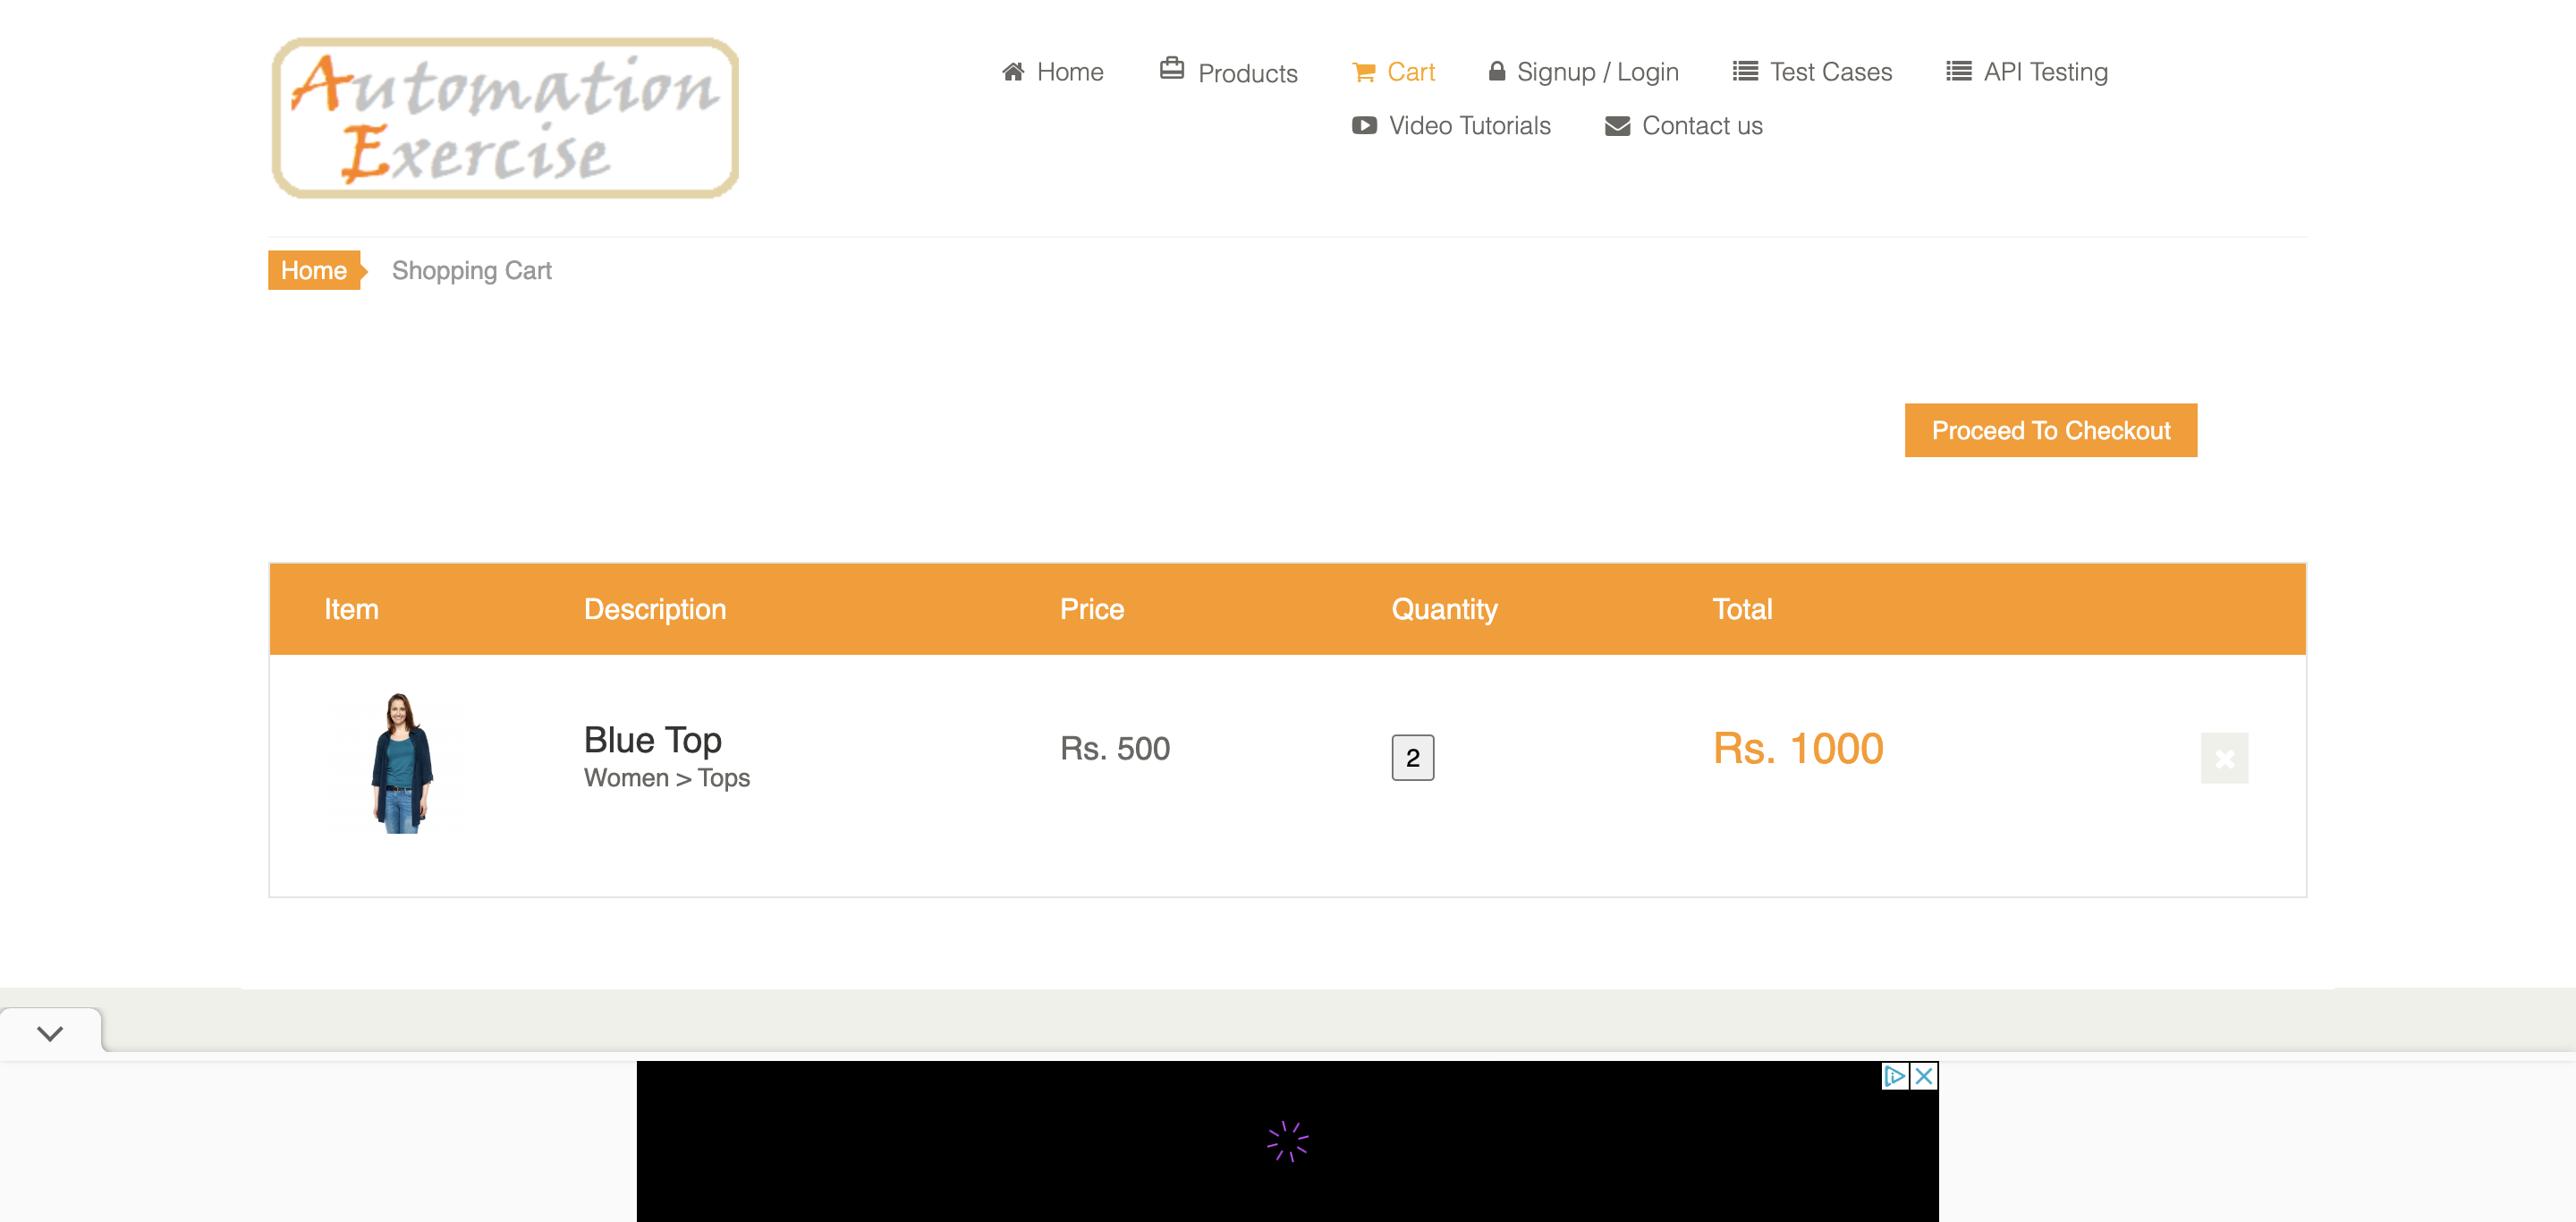 Automation
Exercise
Home Products Cart Signup / Login Test Cases API Testing
Video Tutorials Contact us
Home Shopping Cart
Proceed To Checkout
Item Description Price Quantity Total
Blue Top Rs. 500 2 Rs. 1000
Women > Tops